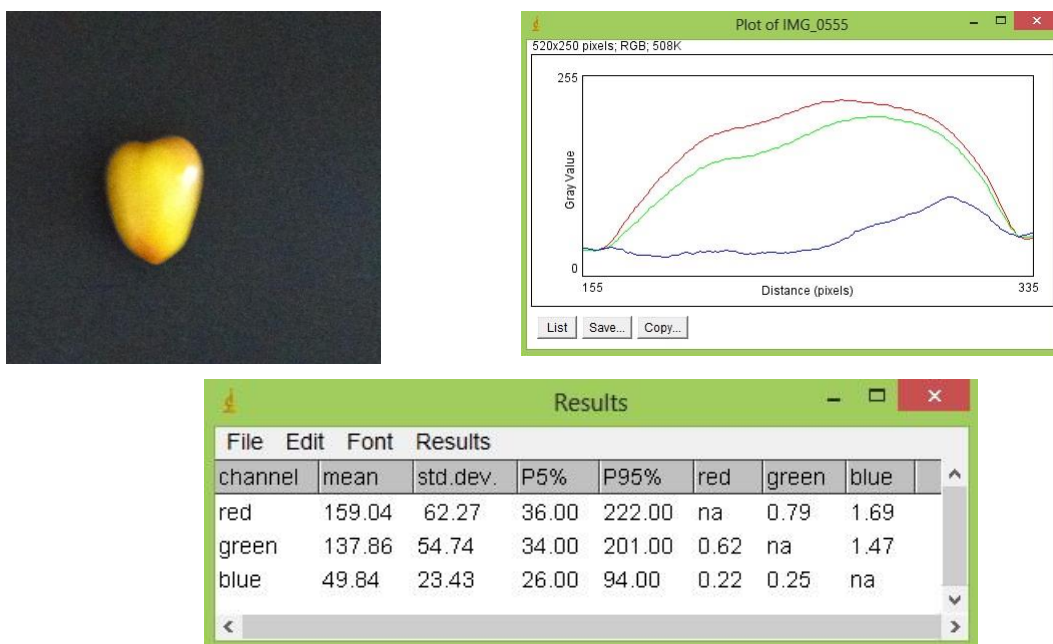 Plot of IMG_0555
520x250 pixels; RGB; 508K
255
Gray Value
0
155
Distance (pixels)
335
List Save... Copy...
Results
File Edit Font Results
channel mean std.dev. P5% P95% red green blue
red 159.04 62.27 36.00 222.00 na 0.79 1.69
green 137.86 54.74 34.00 201.00 0.62 na 1.47
blue 49.84 23.43 26.00 94.00 0.22 0.25 na